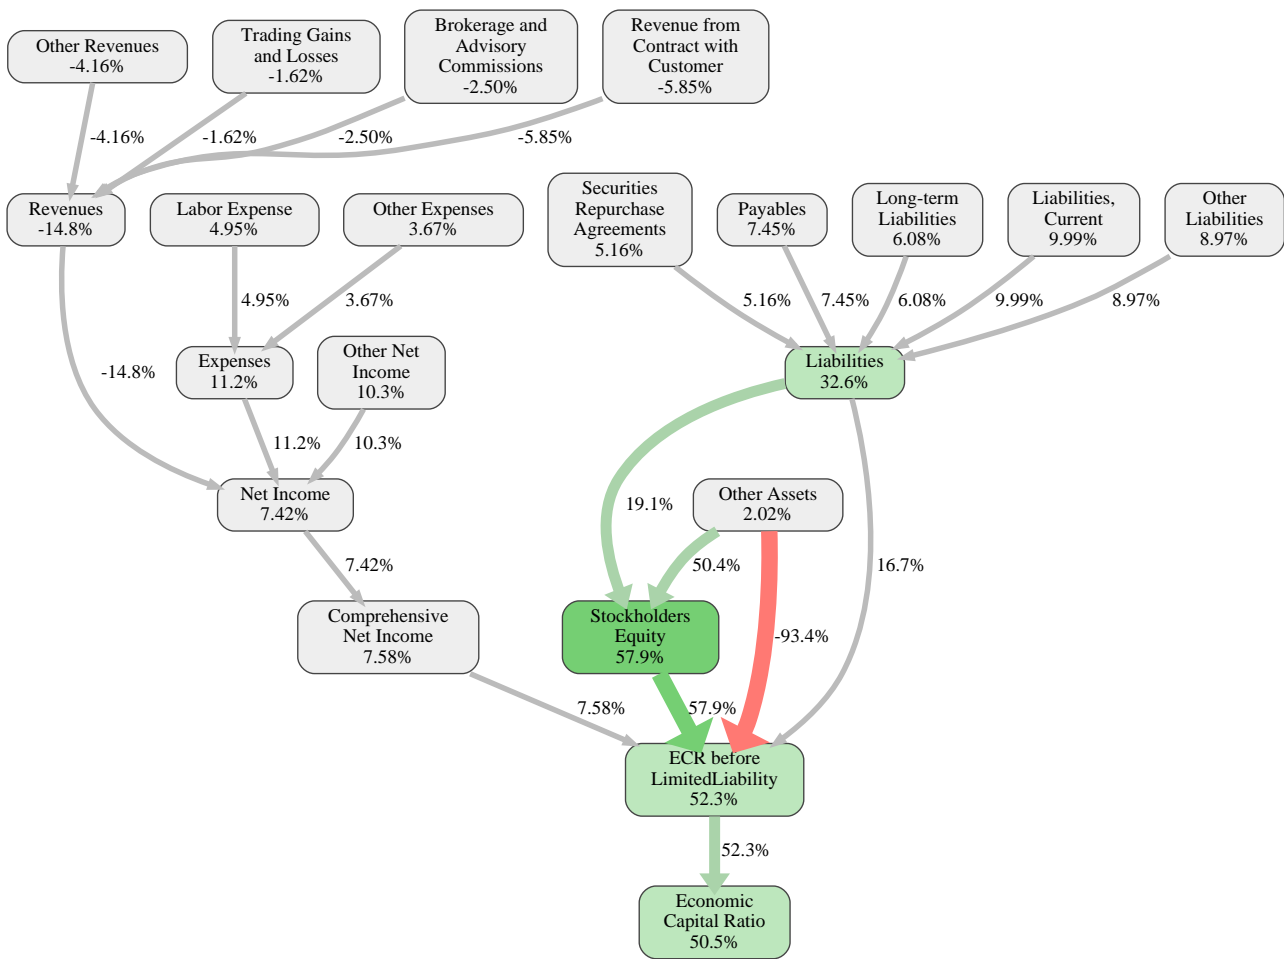 Other Revenues
-4.16%
Trading Gains
and Losses
-1.62%
Brokerage and
Advisory
Commissions
-2.50%
Revenue from
Contract with
Customer
-5.85%
-4.16%
-1.62%
-2.50%
-5.85%
Revenues
-14.8%
Labor Expense
4.95%
Other Expenses
3.67%
Securities
Repurchase
Agreements
5.16%
Payables
7.45%
Long-term
Liabilities
6.08%
Liabilities,
Current
9.99%
Other
Liabilities
8.97%
4.95%
3.67%
5.16%
7.45%
6.08%
9.99%
8.97%
-14.8%
Expenses
11.2%
Other Net
Income
10.3%
Liabilities
32.6%
11.2%
10.3%
Net Income
7.42%
19.1%
Other Assets
2.02%
7.42%
50.4%
16.7%
Comprehensive
Net Income
7.58%
Stockholders
Equity
57.9%
-93.4%
7.58%
57.9%
ECR before
LimitedLiability
52.3%
52.3%
Economic
Capital Ratio
50.5%